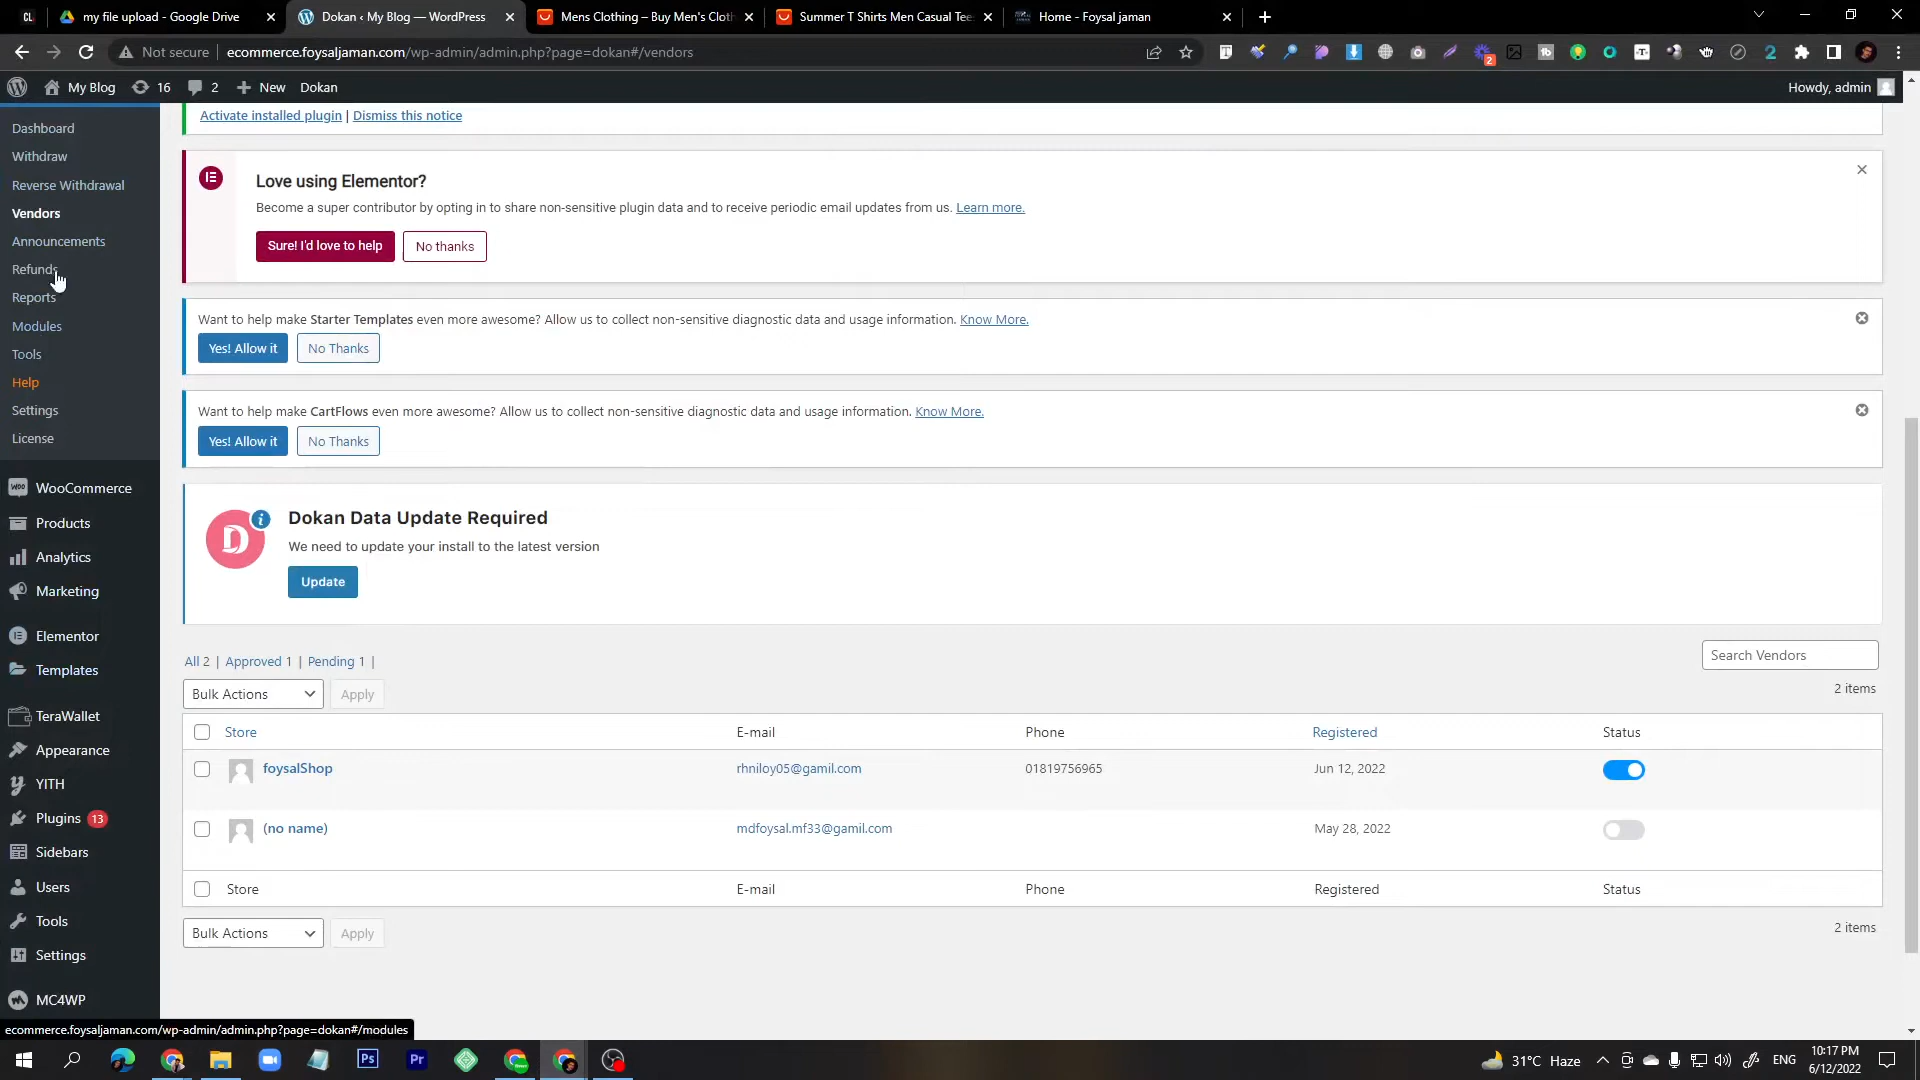 my file upload - Google Drive
Dokan ‹ My Blog — WordPress
Mens Clothing – Buy Men's Cloth
Summer T Shirts Men Casual Tee
Home - Foysal jaman
Not secure
ecommerce.foysaljaman.com/wp-admin/admin.php?page=dokan#/vendors
My Blog
16
2
New
Dokan
Howdy, admin
Dashboard
Withdraw
Reverse Withdrawal
Vendors
Announcements
Refunds
Reports
Modules
Tools
Help
Settings
License
WooCommerce
Products
Analytics
Marketing
Elementor
Templates
TeraWallet
Appearance
YITH
Plugins 13
Sidebars
Users
Tools
Settings
MC4WP
Activate installed plugin | Dismiss this notice
Love using Elementor?
Become a super contributor by opting in to share non-sensitive plugin data and to receive periodic email updates from us. Learn more.
Sure! I'd love to help
No thanks
Want to help make Starter Templates even more awesome? Allow us to collect non-sensitive diagnostic data and usage information. Know More.
Yes! Allow it
No Thanks
Want to help make CartFlows even more awesome? Allow us to collect non-sensitive diagnostic data and usage information. Know More.
Yes! Allow it
No Thanks
Dokan Data Update Required
We need to update your install to the latest version
Update
All 2 | Approved 1 | Pending 1 |
Search Vendors
Bulk Actions
Apply
2 items
Store E-mail Phone Registered Status
foysalShop rhniloy05@gamil.com 01819756965 Jun 12, 2022
(no name) mdfoysal.mf33@gamil.com May 28, 2022
Store E-mail Phone Registered Status
Bulk Actions
Apply
2 items
ecommerce.foysaljaman.com/wp-admin/admin.php?page=dokan#/modules
31°C Haze
ENG
10:17 PM
6/12/2022